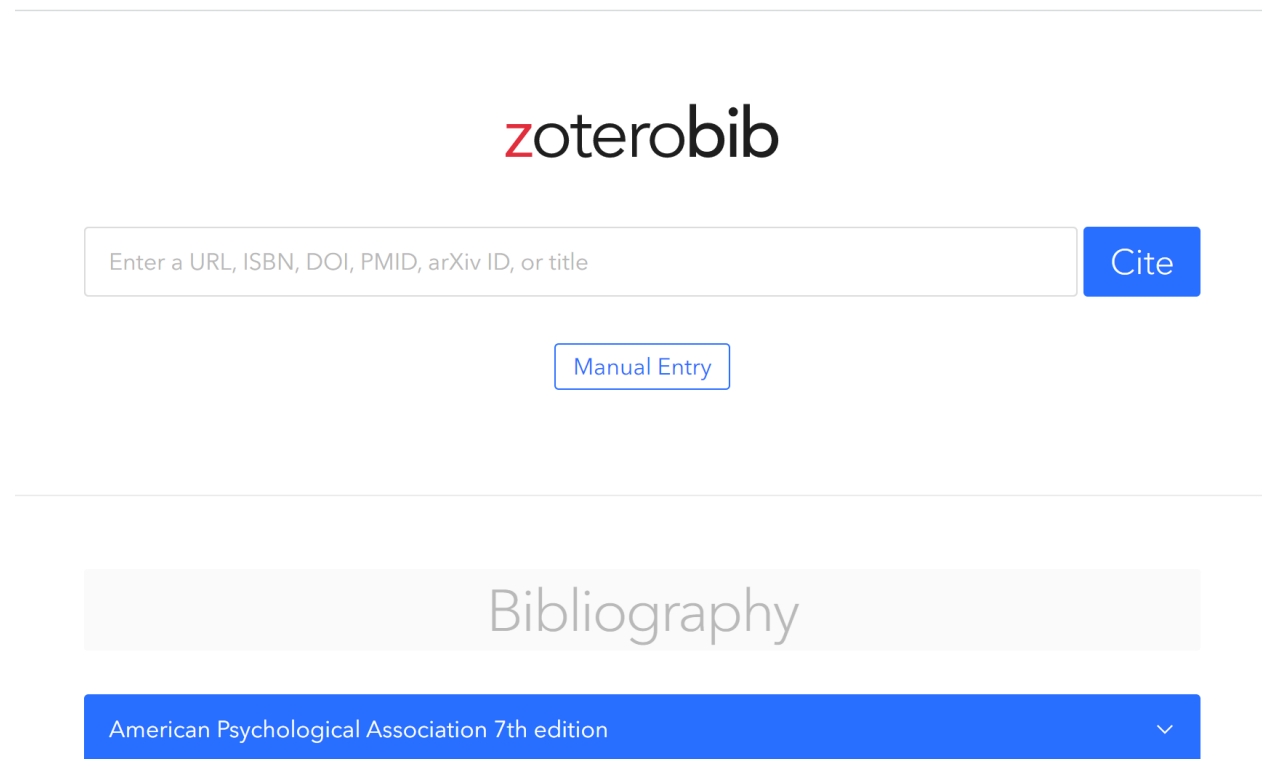 zoterobib
Enter a URL, ISBN, DOI, PMID, arXiv ID, or title
Cite
Manual Entry
Bibliography
American Psychological Association 7th edition